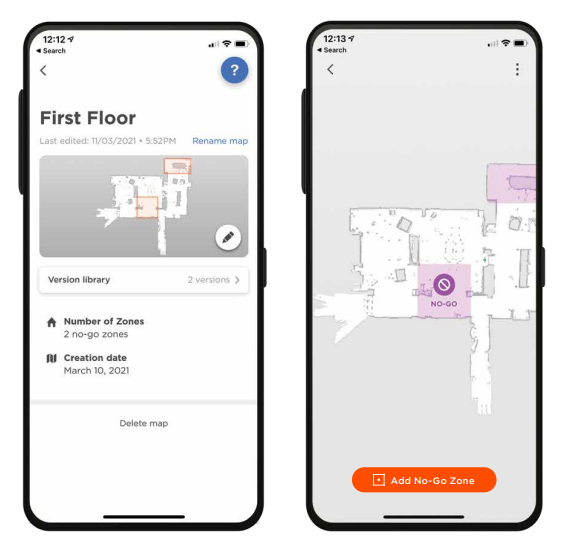 12:12
◀ Search
?
First Floor
Last edited: 11/03/2021 • 5:52PM Rename map
Version library 2 versions >
Number of Zones
2 no-go zones
Creation date
March 10, 2021
Delete map
12:13
◀ Search
NO-GO
Add No-Go Zone